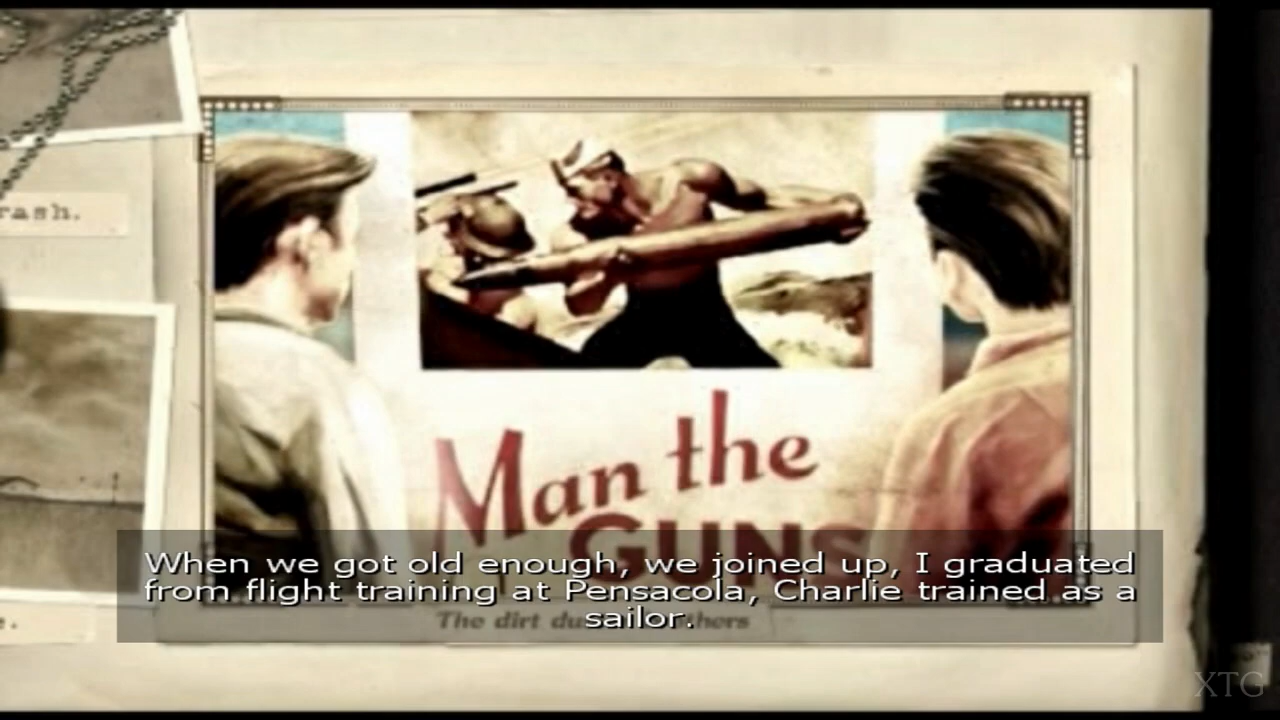 rash.
Man the
GUNS
When we got old enough, we joined up, I graduated
from flight training at Pensacola, Charlie trained as a
sailor.
The dirt
e.
XTG